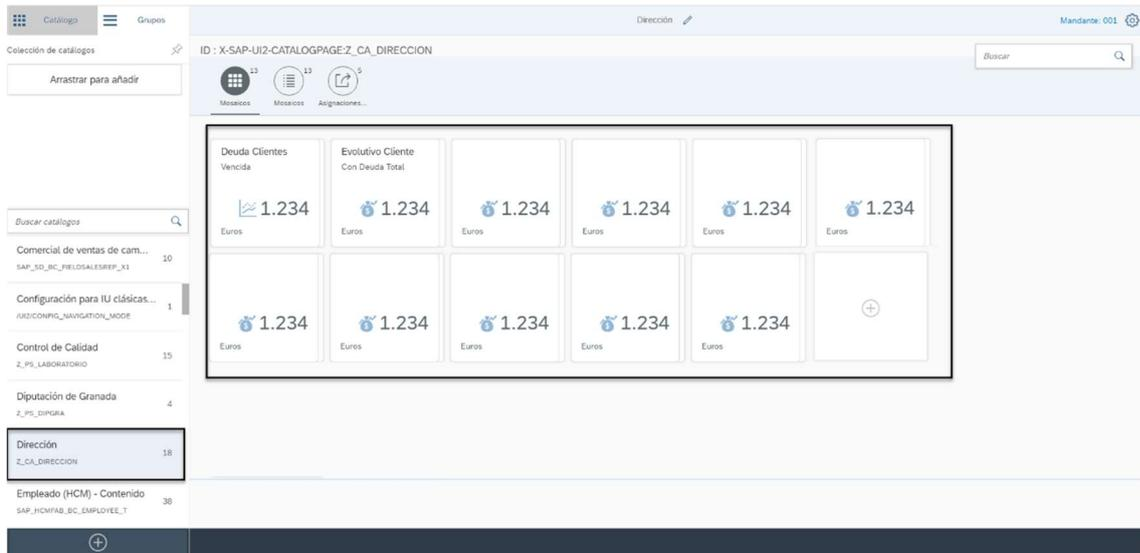 Catálogo
Grupos
Dirección
Mandante: 001
Colección de catálogos
Arrastrar para añadir
ID : X-SAP-UI2-CATALOGPAGE:Z_CA_DIRECCION
Buscar
13
13
5
Mosaicos
Mosaicos
Asignaciones...
Deuda Clientes
Vencida
1.234
Euros
Evolutivo Cliente
Con Deuda Total
1.234
Euros
1.234
Euros
1.234
Euros
1.234
Euros
1.234
Euros
1.234
Euros
1.234
Euros
1.234
Euros
1.234
Euros
1.234
Euros
Buscar catálogos
Comercial de ventas de cam...
10
SAP_SD_BC_FIELDSALESREP_X1
Configuración para IU clásicas...
1
/UI2/CONFIG_NAVIGATION_MODE
Control de Calidad
15
Z_PS_LABORATORIO
Diputación de Granada
4
Z_PS_DIPGRA
Dirección
18
Z_CA_DIRECCION
Empleado (HCM) - Contenido
38
SAP_HCMFAB_BC_EMPLOYEE_T